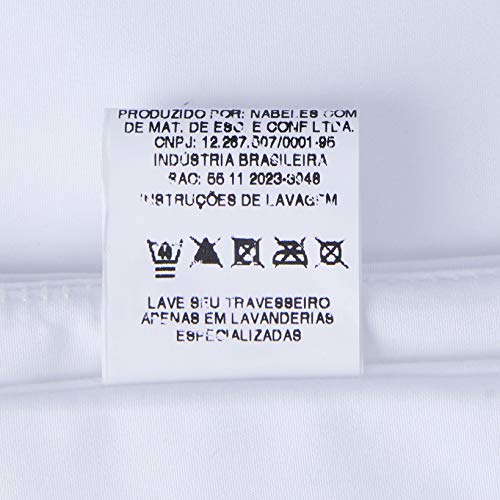 PRODUZIDO POR: NABELES COM
DE MAT. DE ESC. E CONF LTDA.
CNPJ: 12.267.507/0001-95
INDÚSTRIA BRASILEIRA
SAC: 55 11 2023-3948
INSTRUÇÕES DE LAVAGEM
LAVE SEU TRAVESSEIRO
APENAS EM LAVANDERIAS
ESPECIALIZADAS